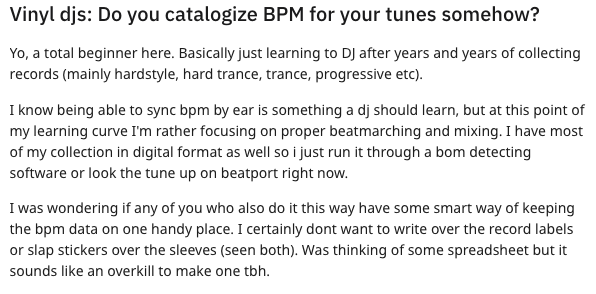 Vinyl djs: Do you catalogize BPM for your tunes somehow?
Yo, a total beginner here. Basically just learning to DJ after years and years of collecting
records (mainly hardstyle, hard trance, trance, progressive etc).
I know being able to sync bpm by ear is something a dj should learn, but at this point of
my learning curve I'm rather focusing on proper beatmarching and mixing. I have most
of my collection in digital format as well so i just run it through a bom detecting
software or look the tune up on beatport right now.
I was wondering if any of you who also do it this way have some smart way of keeping
the bpm data on one handy place. I certainly dont want to write over the record labels
or slap stickers over the sleeves (seen both). Was thinking of some spreadsheet but it
sounds like an overkill to make one tbh.